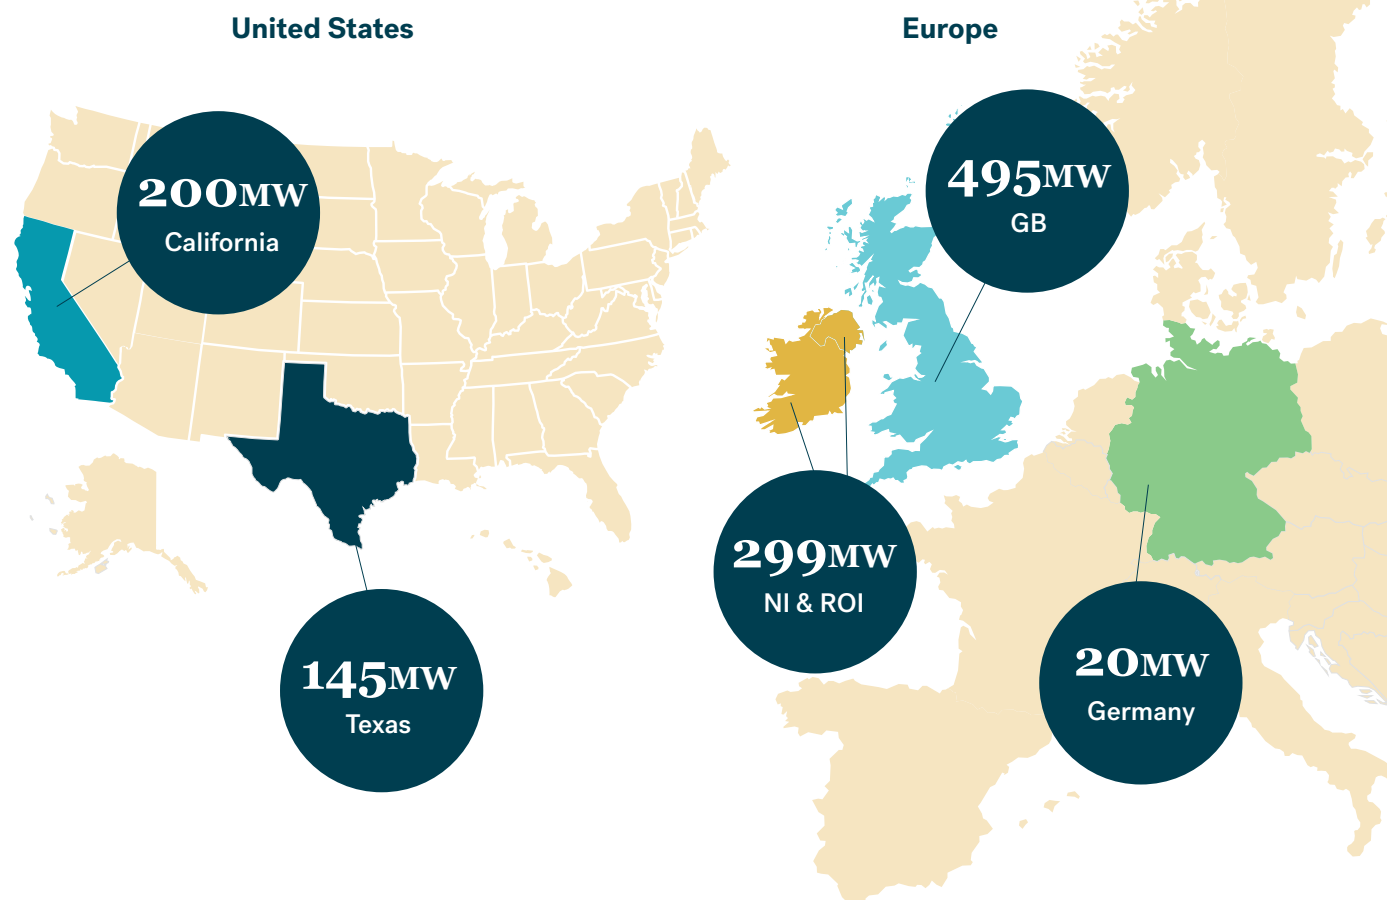 United States
200MW
California
145MW
Texas
Europe
495MW
GB
299MW
NI & ROI
20MW
Germany